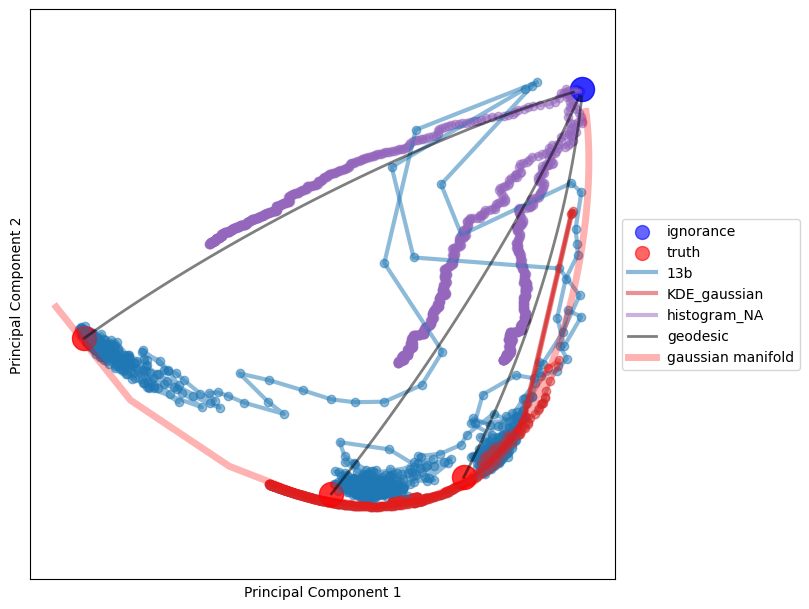 Principal Component 2
Principal Component 1
ignorance
truth
13b
KDE_gaussian
histogram_NA
geodesic
gaussian manifold